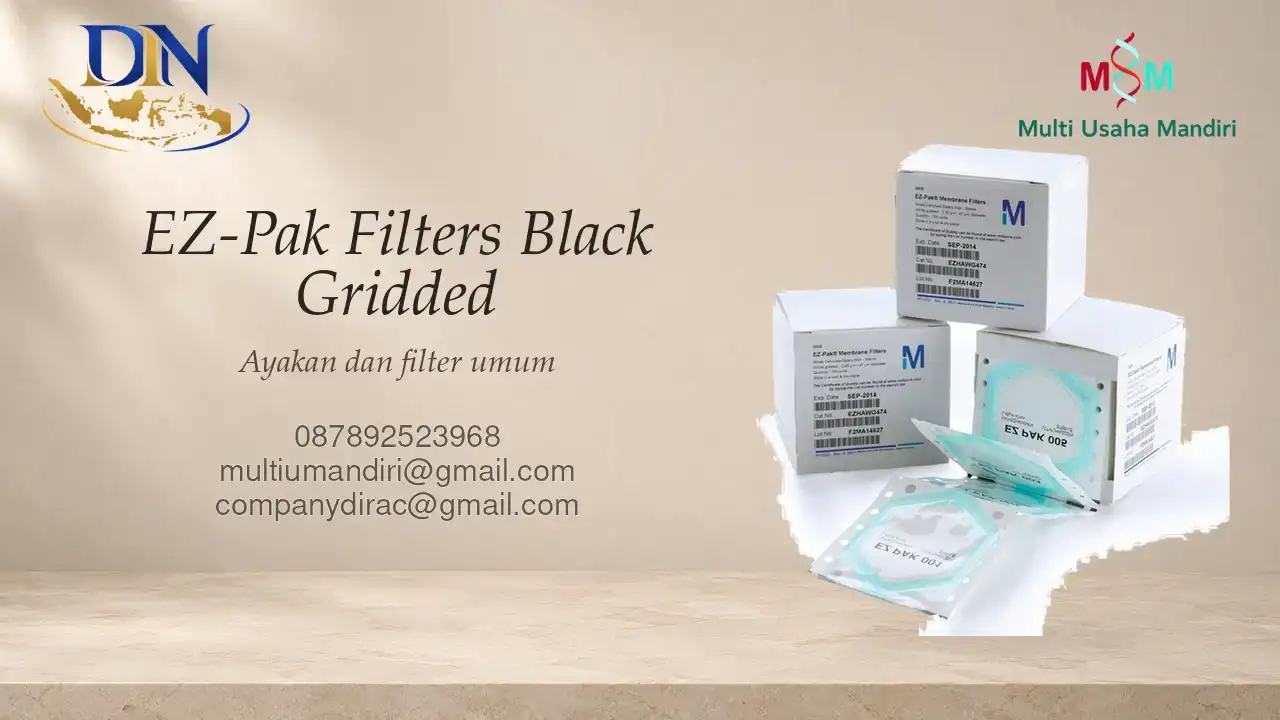 DN
M M
Multi Usaha Mandiri
EZ-Pak Filters Black
Gridded
Ayakan dan filter umum
087892523968
multiumandiri@gmail.com
companydirac@gmail.com
EZ-Pak® Membrane Filters
M
Exp. Date SEP-2014
Cat No. EZHAWG474
Lot No. F2MA14627
EZ-Pak® Membrane Filters
M
Exp. Date SEP-2014
Cat No. EZHAWG474
Lot No. F2MA14627
M
EZ PAK 005
EZ PAK 001